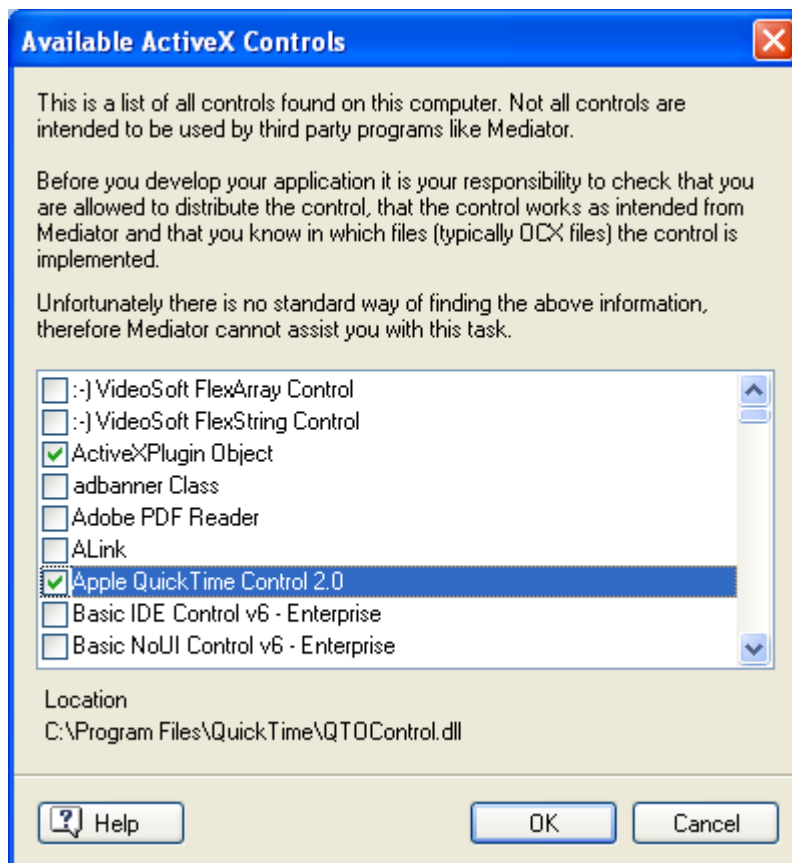 Available ActiveX Controls
This is a list of all controls found on this computer. Not all controls are
intended to be used by third party programs like Mediator.
Before you develop your application it is your responsibility to check that you
are allowed to distribute the control, that the control works as intended from
Mediator and that you know in which files (typically OCX files) the control is
implemented.
Unfortunately there is no standard way of finding the above information,
therefore Mediator cannot assist you with this task.
:-) VideoSoft FlexArray Control
:-) VideoSoft FlexString Control
ActiveXPlugin Object
adbanner Class
Adobe PDF Reader
ALink
Apple QuickTime Control 2.0
Basic IDE Control v6 - Enterprise
Basic NoUI Control v6 - Enterprise
Location
C:\Program Files\QuickTime\QTOControl.dll
Help
OK
Cancel